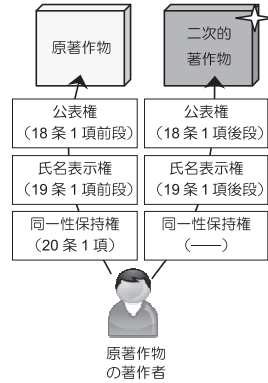 原著作物
二次的
著作物
公表権
（18条1項前段）
公表権
（18条1項後段）
氏名表示権
（19条1項前段）
氏名表示権
（19条1項後段）
同一性保持権
（20条1項）
同一性保持権
（――）
原著作物
の著作者